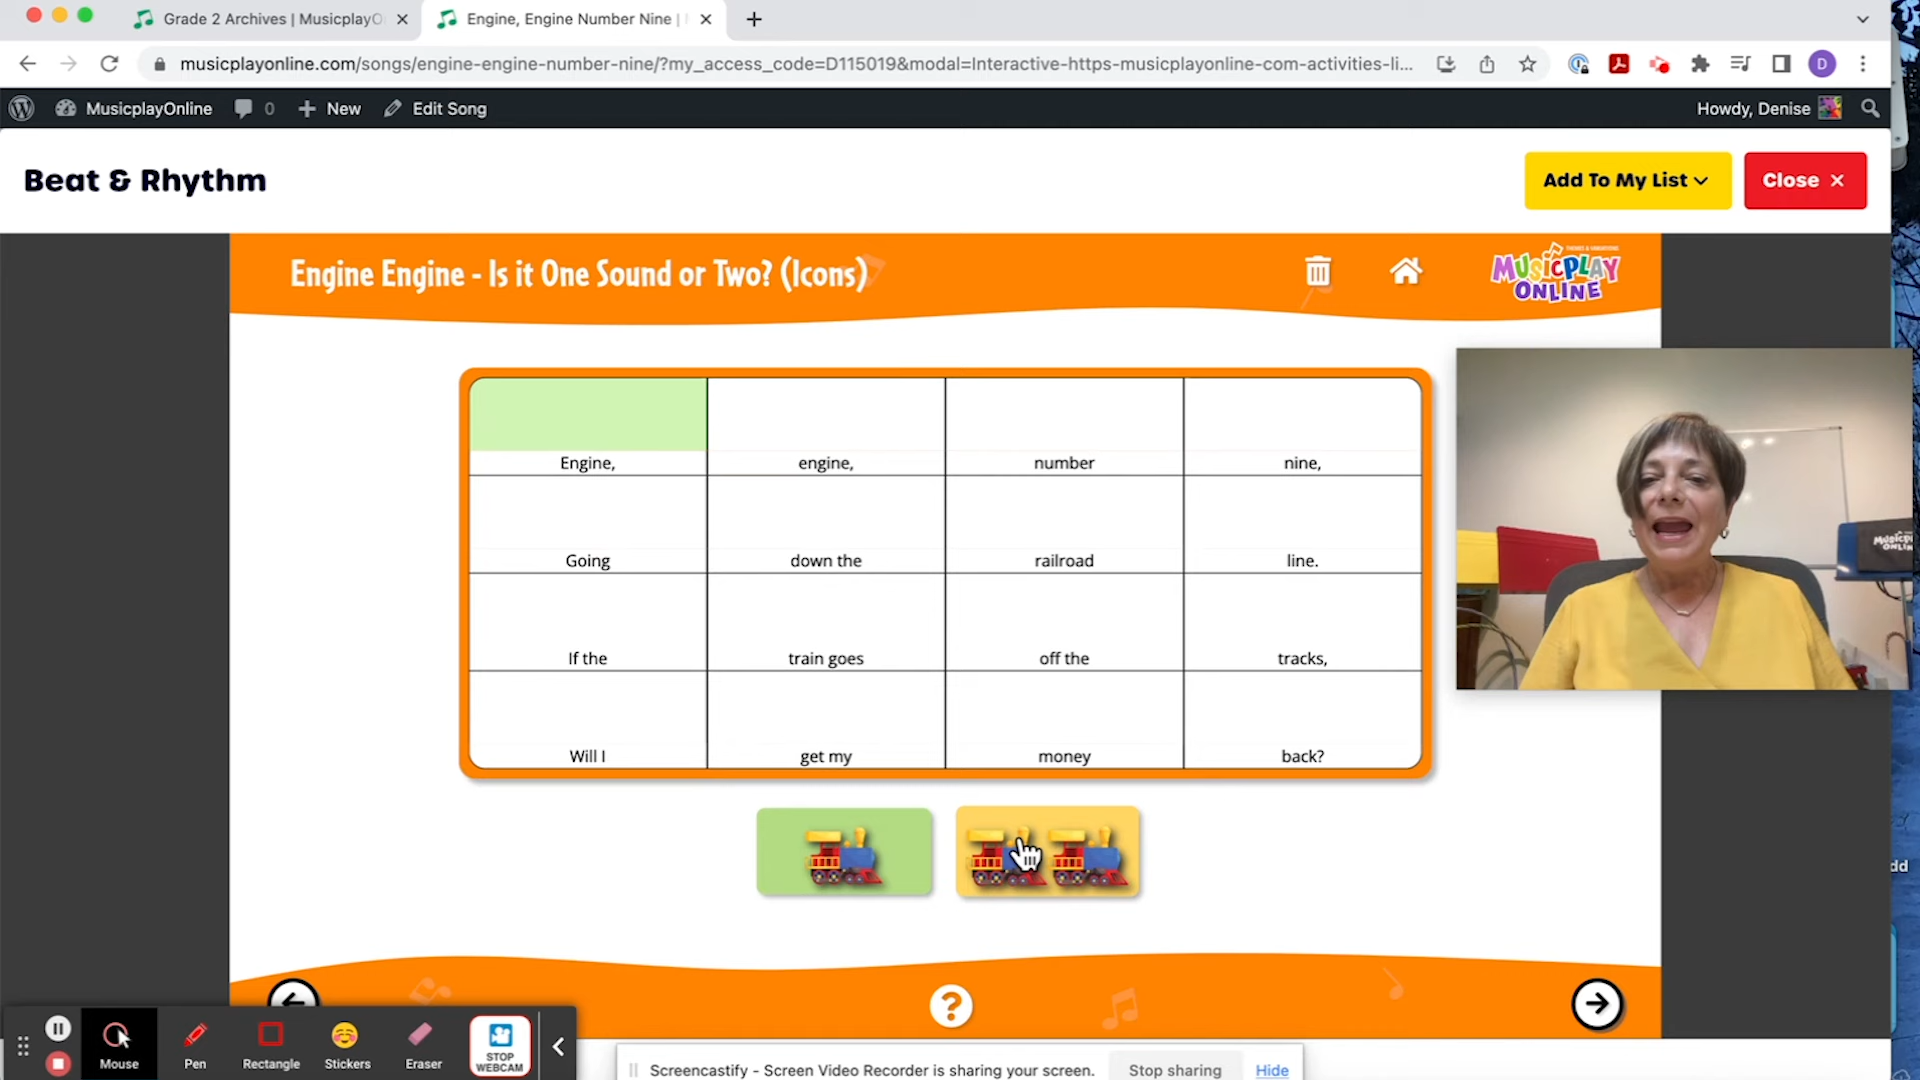 Grade 2 Archives | MusicplayO
Engine, Engine Number Nine |
musicplayonline.com/songs/engine-engine-number-nine/?my_access_code=D115019&modal=Interactive-https-musicplayonline-com-activities-li...
D
MusicplayOnline 0 New Edit Song
Howdy, Denise
Beat & Rhythm
Add To My List
Close X
Engine Engine - Is it One Sound or Two? (Icons)
MUSICPLAY
ONLINE
Engine, engine, number nine,
Going down the railroad line.
If the train goes off the tracks,
Will I get my money back?
?
dd
Mouse Pen Rectangle Stickers Eraser
STOP
WEBCAM
Screencastify - Screen Video Recorder is sharing your screen. Stop sharing Hide